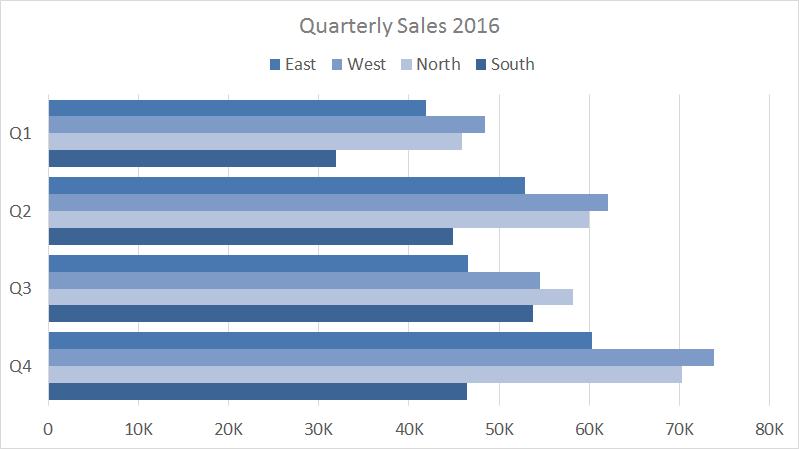 Quarterly Sales 2016
East West North South
Q1
Q2
Q3
Q4
0 10K 20K 30K 40K 50K 60K 70K 80K